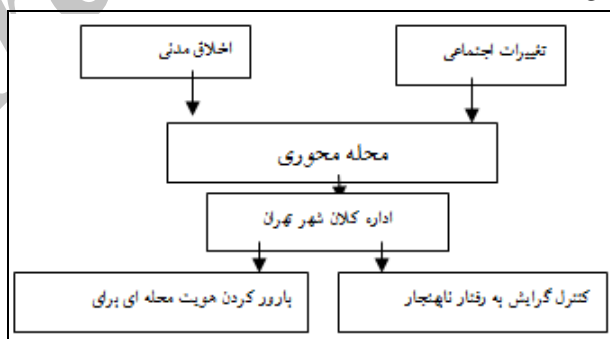 تغییرات اجتماعی
اخلاق مدنی
محله محوری
اداره کلان شهر تهران
کنترل گرایش به رفتار ناهنجار
بارور کردن هویت محله ای برای